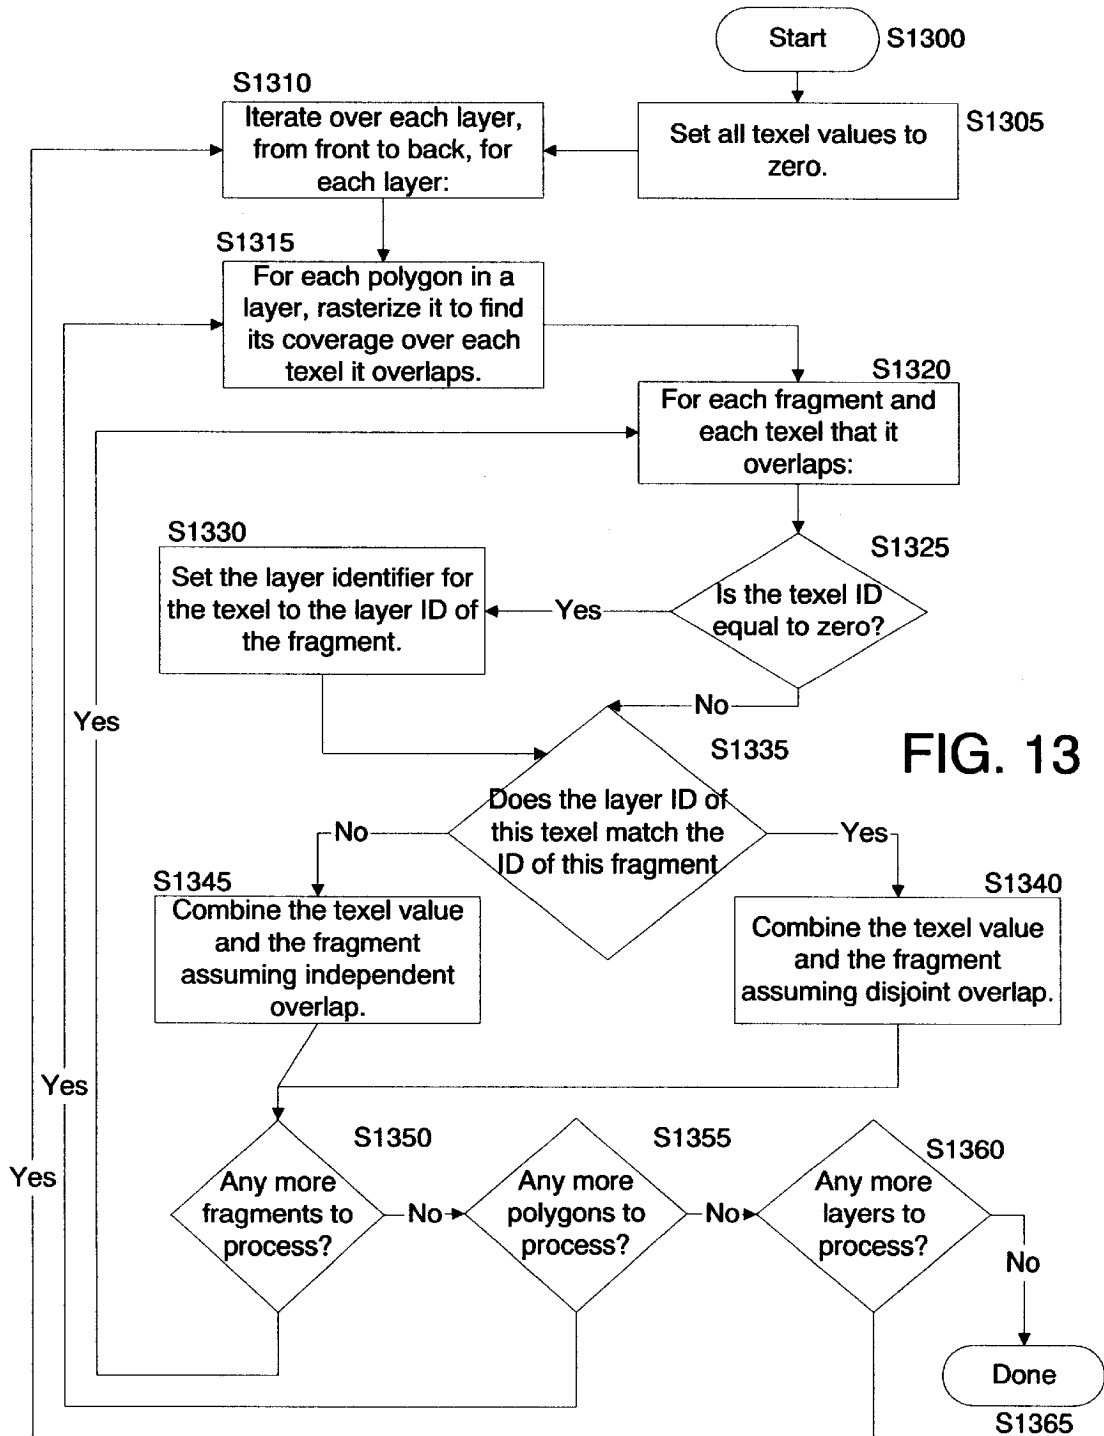 Start
S1300
S1305
Set all texel values to
zero.
S1310
Iterate over each layer,
from front to back, for
each layer:
S1315
For each polygon in a
layer, rasterize it to find
its coverage over each
texel it overlaps.
S1320
For each fragment and
each texel that it
overlaps:
S1325
Is the texel ID
equal to zero?
Yes
S1330
Set the layer identifier for
the texel to the layer ID of
the fragment.
No
S1335
Does the layer ID of
this texel match the
ID of this fragment
FIG. 13
No
Yes
S1345
Combine the texel value
and the fragment
assuming independent
overlap.
S1340
Combine the texel value
and the fragment
assuming disjoint overlap.
S1350
Any more
fragments to
process?
No
Yes
S1355
Any more
polygons to
process?
No
Yes
S1360
Any more
layers to
process?
No
Yes
Done
S1365